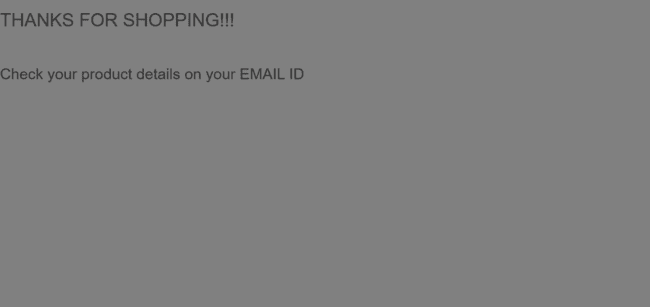 THANKS FOR SHOPPING!!!
Check your product details on your EMAIL ID